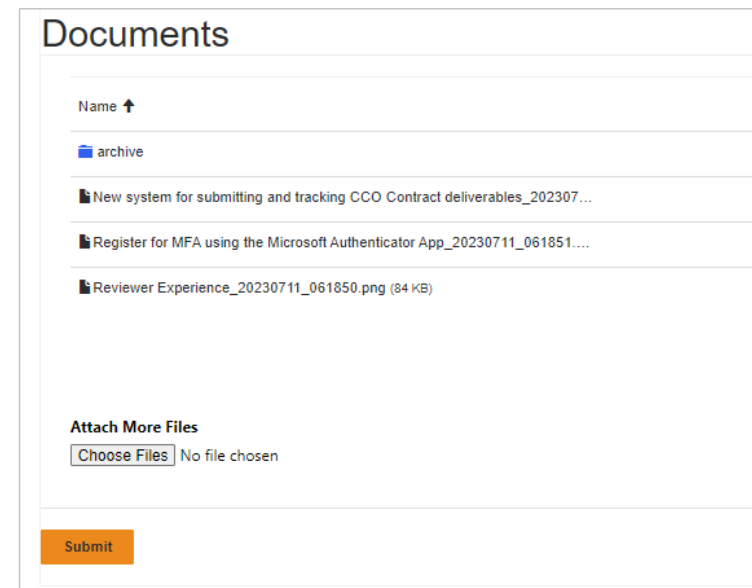 Documents
Name
archive
New system for submitting and tracking CCO Contract deliverables_202307...
Register for MFA using the Microsoft Authenticator App_20230711_061851....
Reviewer Experience_20230711_061850.png (84 KB)
Attach More Files
Choose Files No file chosen
Submit